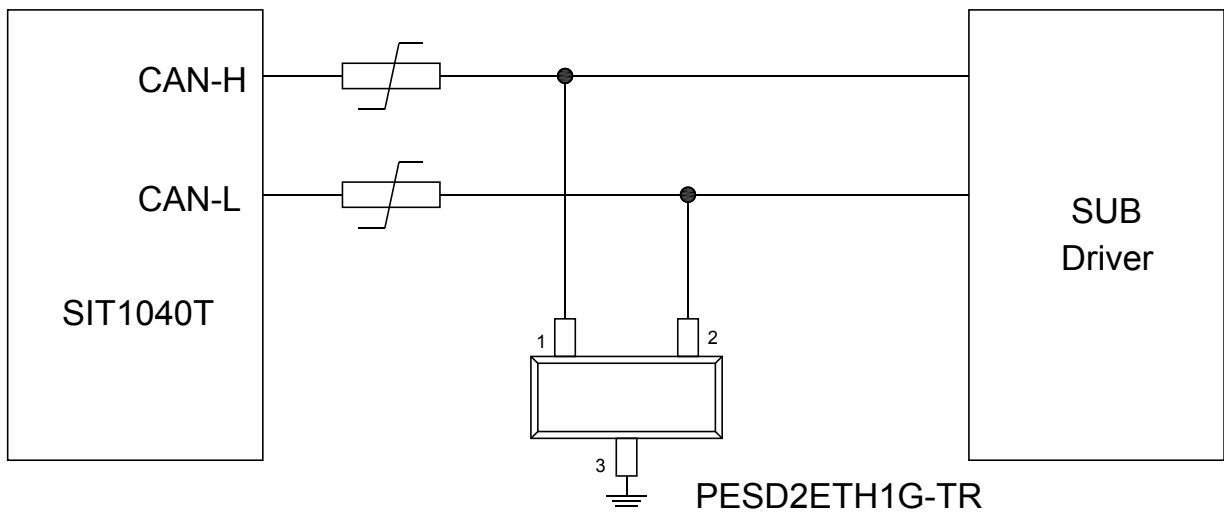 CAN-H
CAN-L
SIT1040T
SUB
Driver
1
2
3
PESD2ETH1G-TR